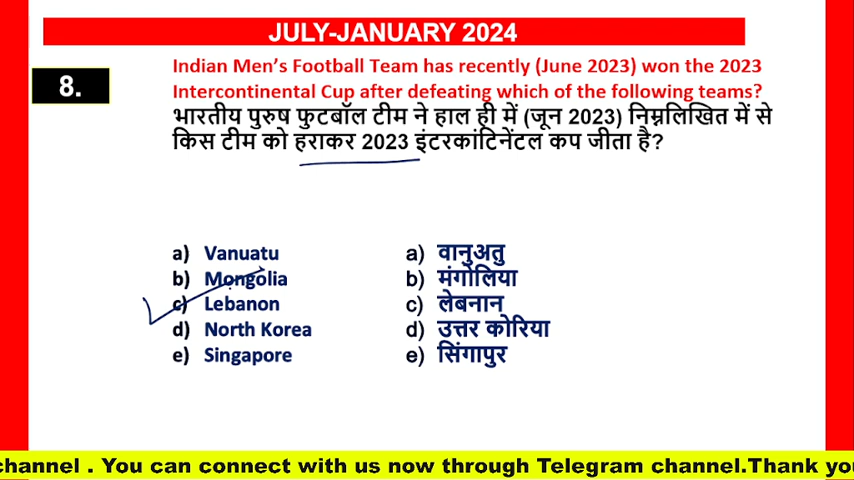 JULY-JANUARY 2024
8.
Indian Men's Football Team has recently (June 2023) won the 2023
Intercontinental Cup after defeating which of the following teams?
भारतीय पुरुष फुटबॉल टीम ने हाल ही में (जून 2023) निम्नलिखित में से
किस टीम को हराकर 2023 इंटरकांटिनेंटल कप जीता है?
a) Vanuatu
b) Mongolia
c) Lebanon
d) North Korea
e) Singapore
a) वानुअतु
b) मंगोलिया
c) लेबनान
d) उत्तर कोरिया
e) सिंगापुर
channel . You can connect with us now through Telegram channel.Thank yo